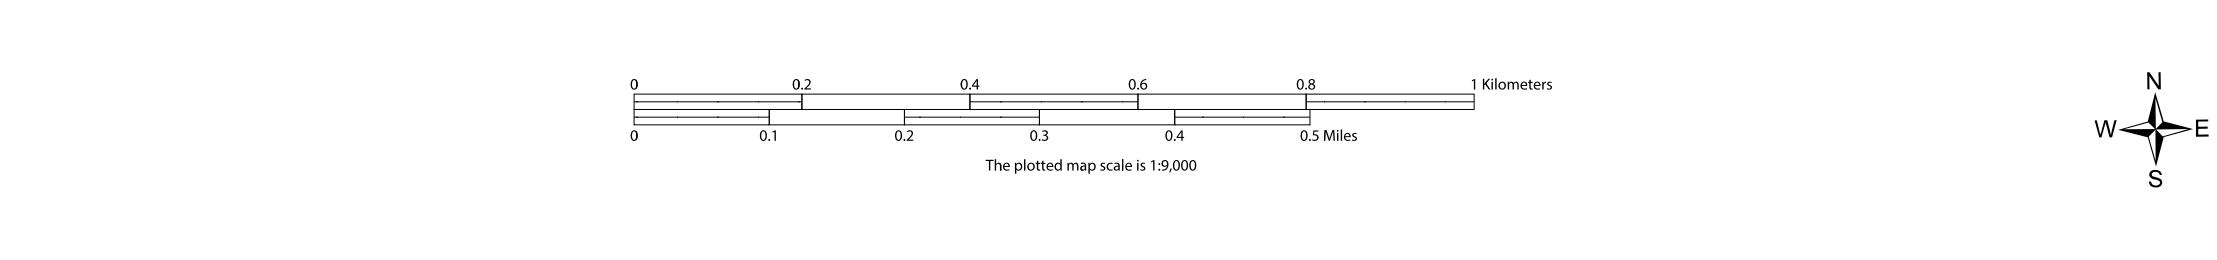 0 0.2 0.4 0.6 0.8 1 Kilometers
0 0.1 0.2 0.3 0.4 0.5 Miles
The plotted map scale is 1:9,000
N
W E
S